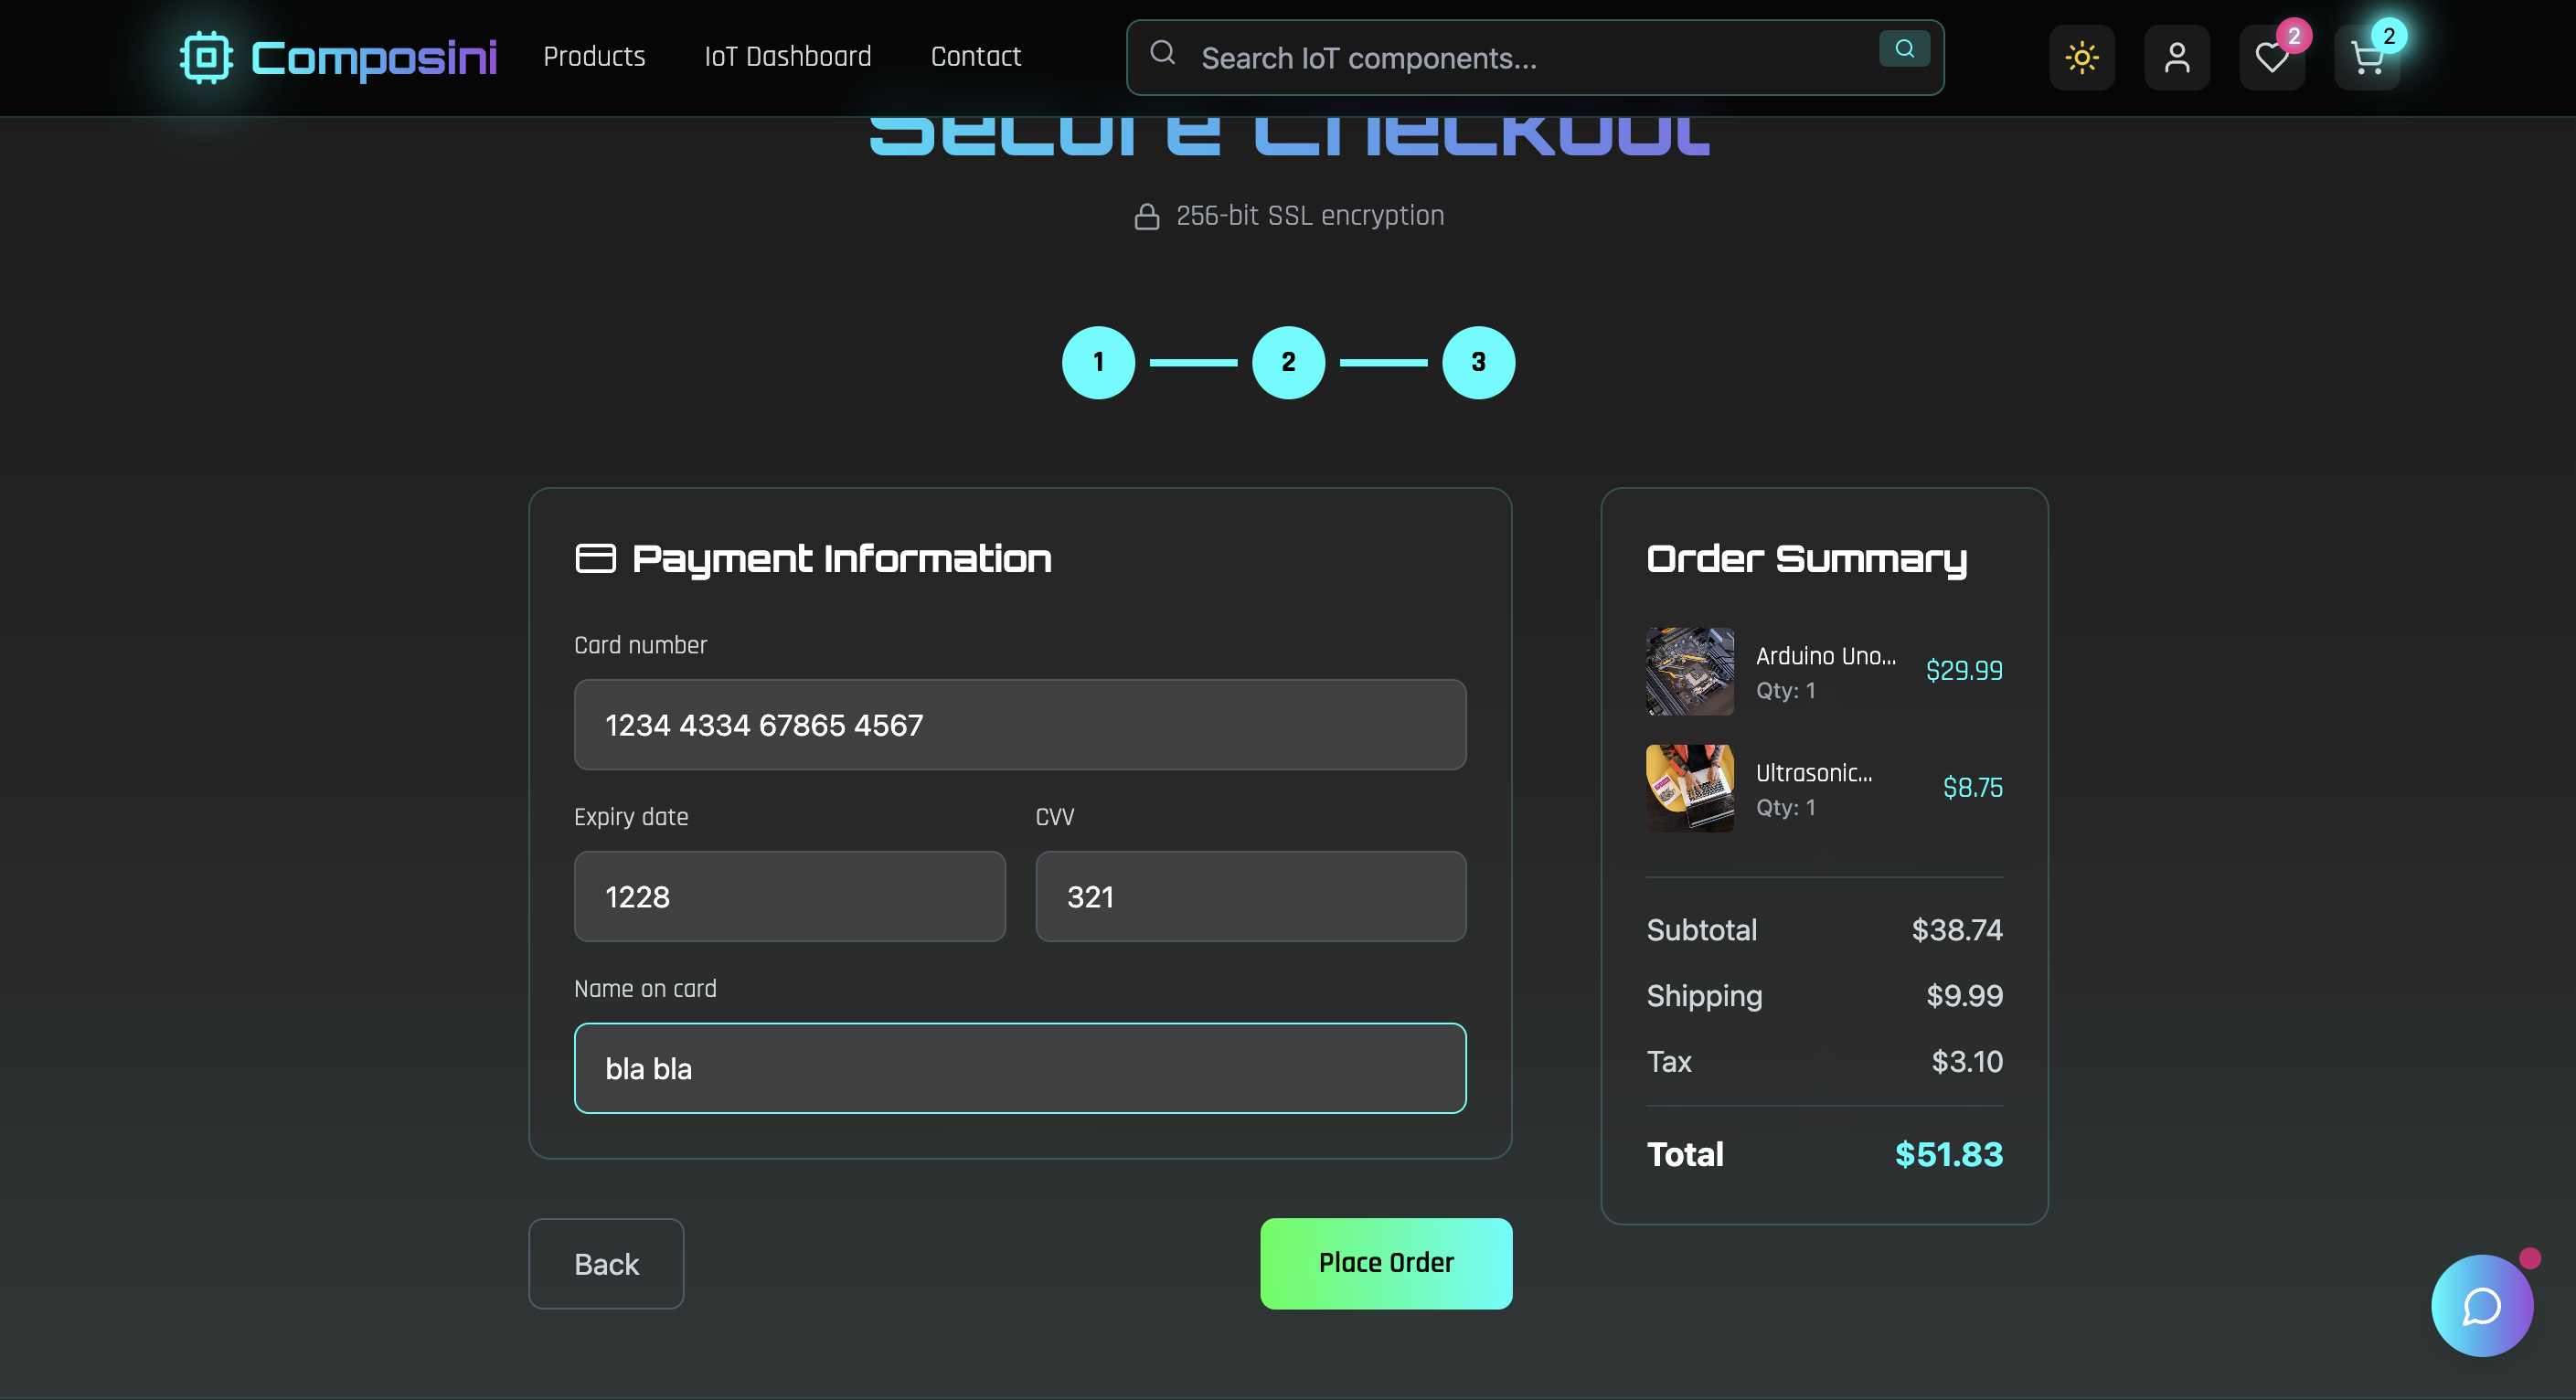 Composini
Products
IoT Dashboard
Contact
Search IoT components...
2
2
Secure Checkout
256-bit SSL encryption
1
2
3
Payment Information
Card number
1234 4334 67865 4567
Expiry date
CVV
1228
321
Name on card
bla bla
Back
Place Order
Order Summary
Arduino Uno...
$29.99
Qty: 1
Ultrasonic...
$8.75
Qty: 1
Subtotal
$38.74
Shipping
$9.99
Tax
$3.10
Total
$51.83